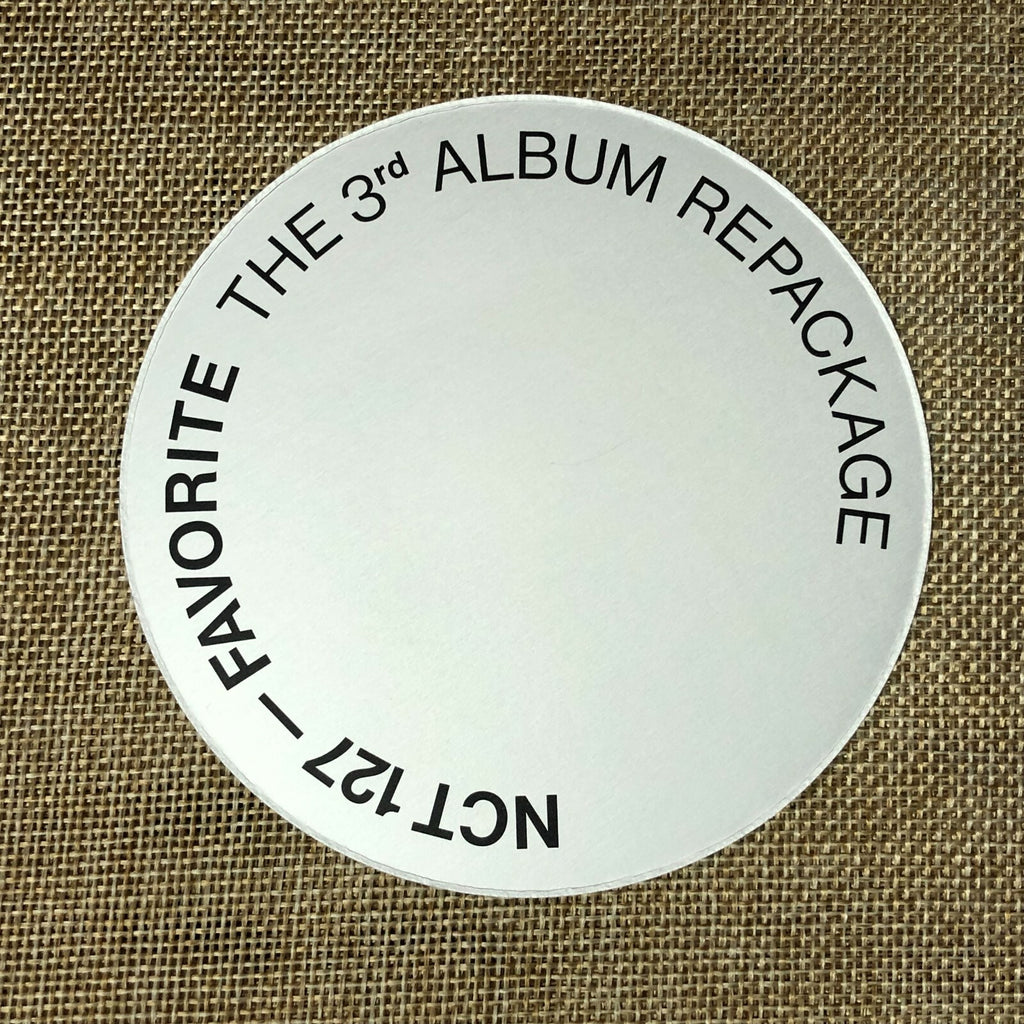 NCT 127 – FAVORITE THE 3rd ALBUM REPACKAGE